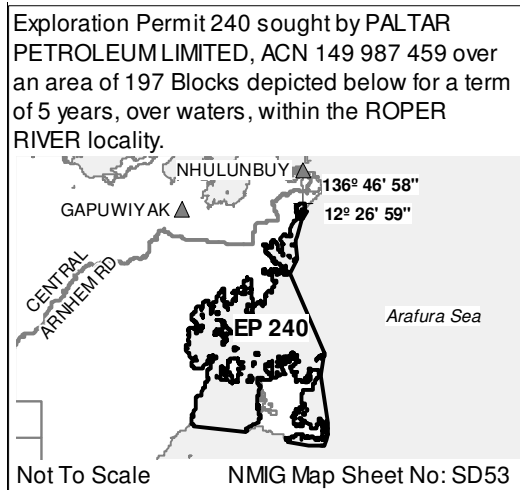 Exploration Permit 240 sought by PALTAR
PETROLEUM LIMITED, ACN 149 987 459 over
an area of 197 Blocks depicted below for a term
of 5 years, over waters, within the ROPER
RIVER locality.
NHULUNBUY
136º 46' 58"
GAPUWIYAK
12º 26' 59"
CENTRAL
ARNHEM RD
EP 240
Arafura Sea
Not To Scale NMIG Map Sheet No: SD53